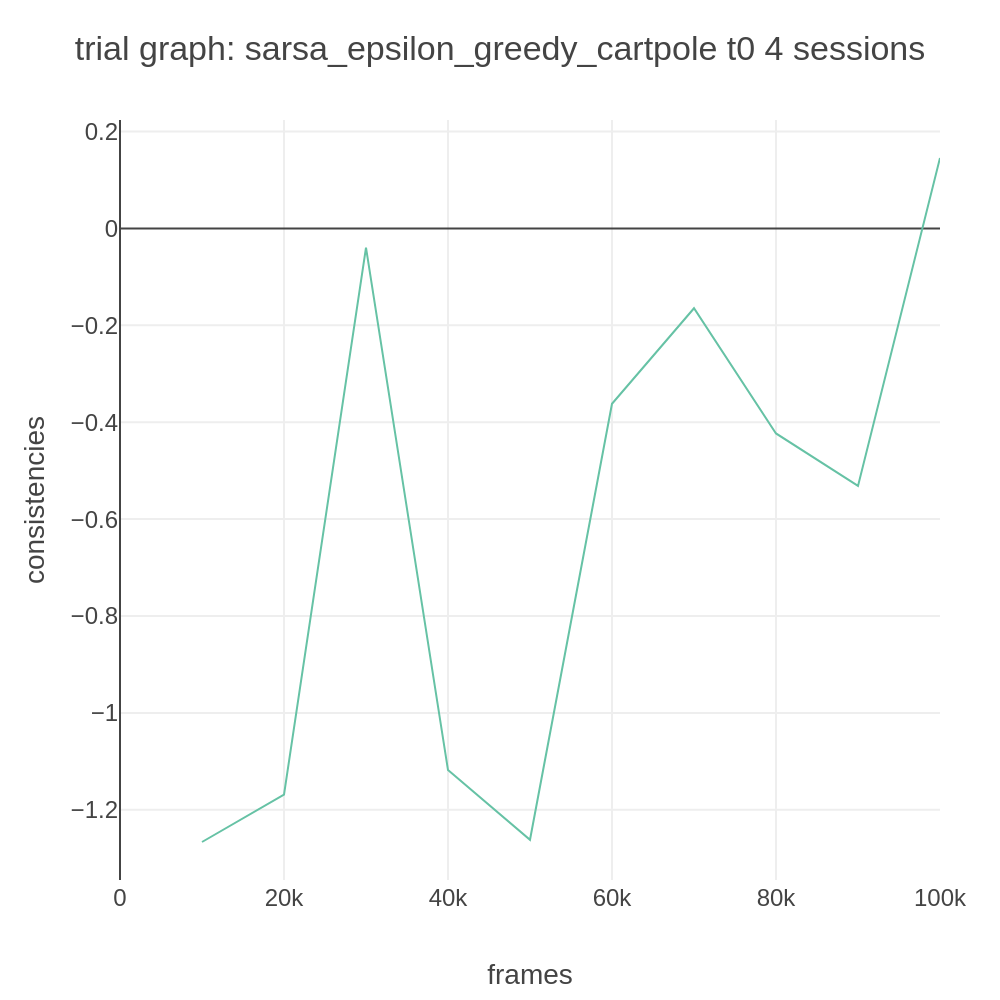 trial graph: sarsa_epsilon_greedy_cartpole t0 4 sessions
0.2
0
−0.2
−0.4
−0.6
−0.8
−1
−1.2
consistencies
0
20k
40k
60k
80k
100k
frames